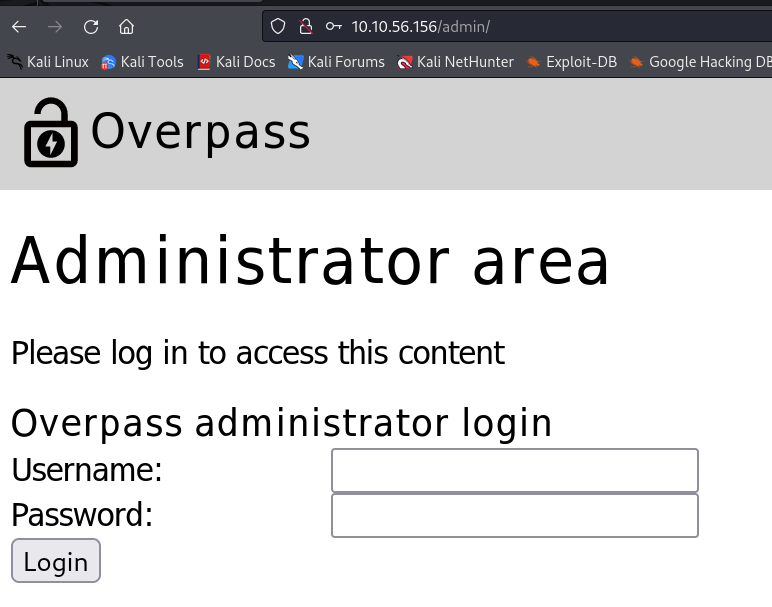 10.10.56.156/admin/
Kali Linux Kali Tools Kali Docs Kali Forums Kali NetHunter Exploit-DB Google Hacking DB
Overpass
Administrator area
Please log in to access this content
Overpass administrator login
Username:
Password:
Login